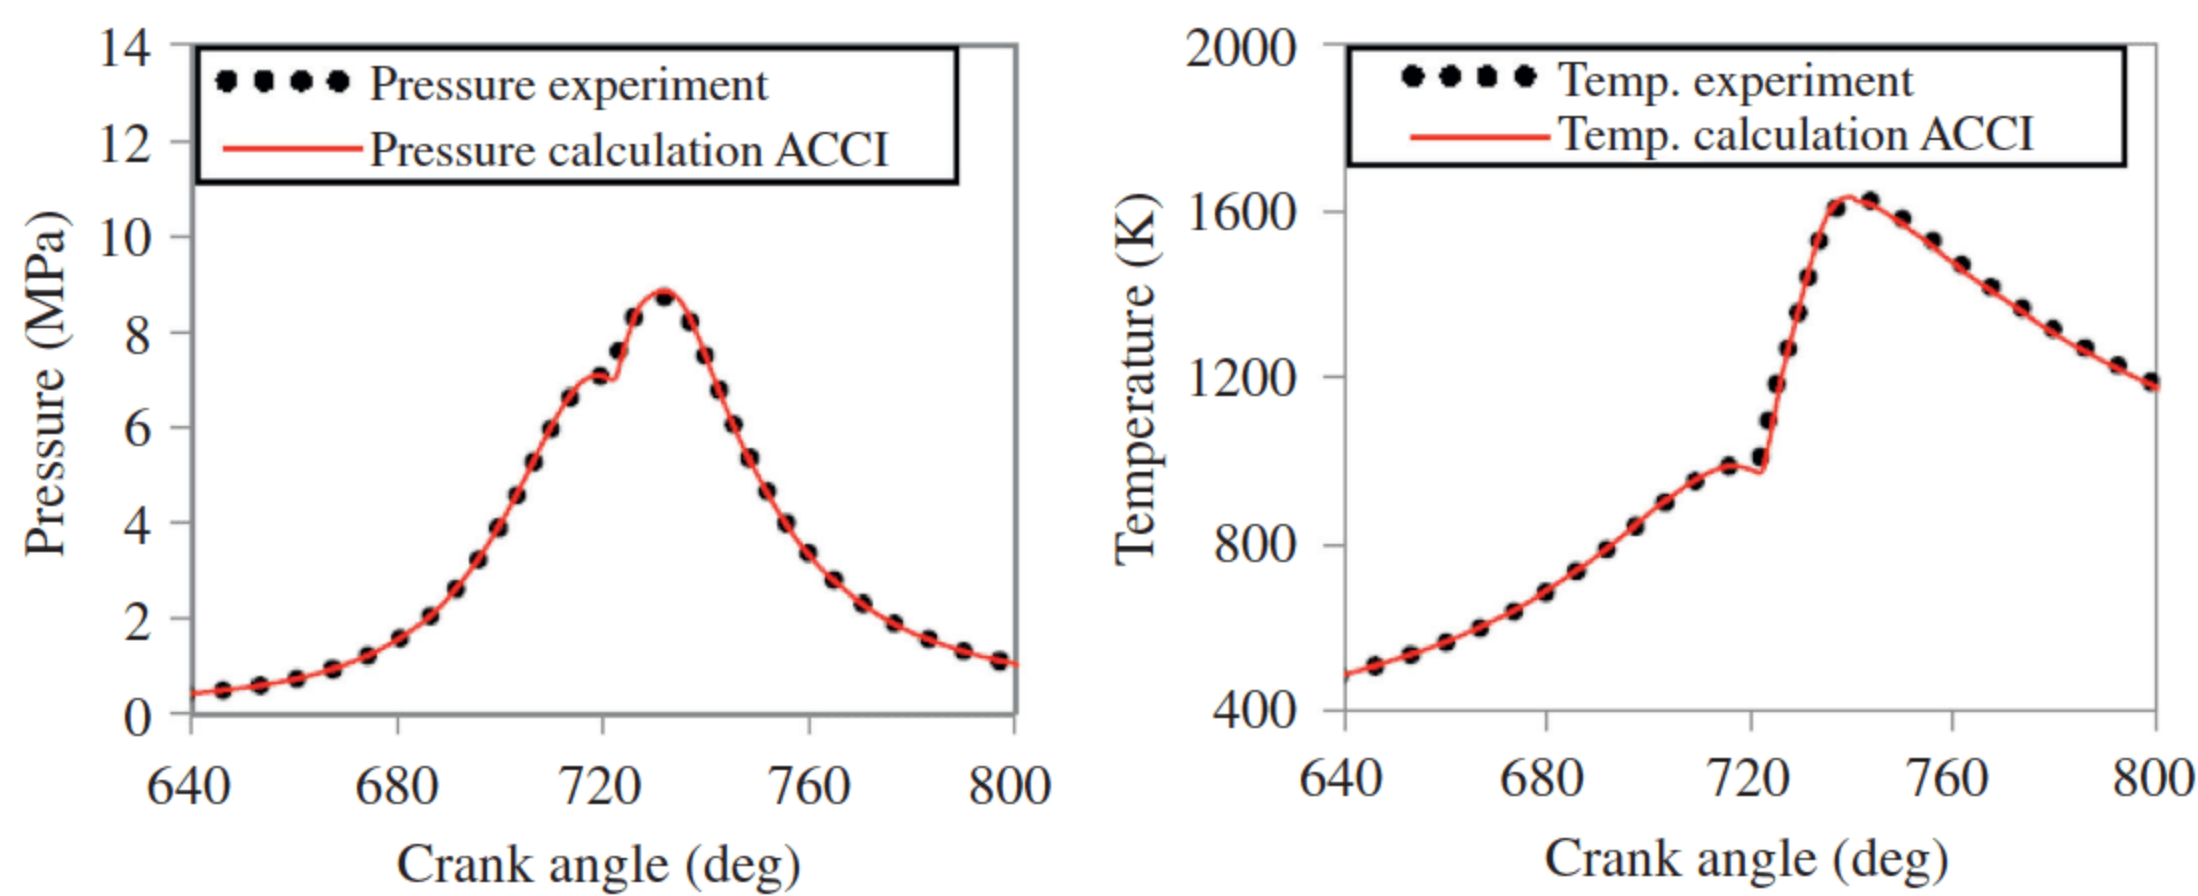 14
12
10
8
6
4
2
0
Pressure (MPa)
Pressure experiment
Pressure calculation ACCI
640 680 720 760 800
Crank angle (deg)
2000
1600
1200
800
400
Temperature (K)
Temp. experiment
Temp. calculation ACCI
640 680 720 760 800
Crank angle (deg)